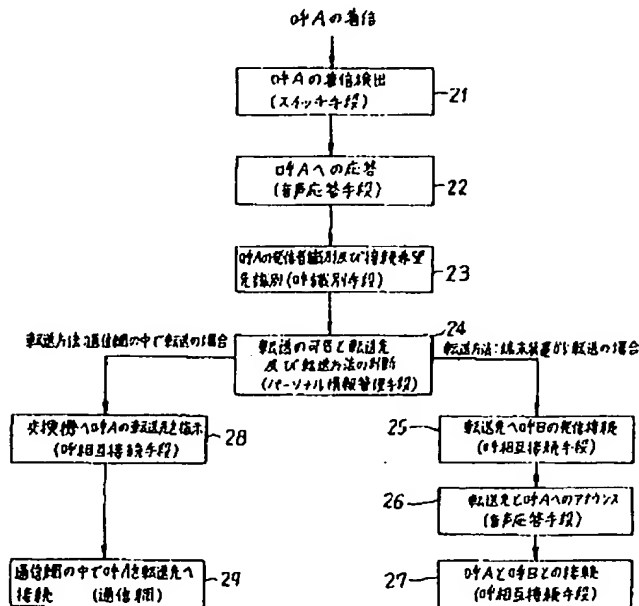 呼Aの着信
呼Aの着信検出
(スイッチ手段)
21
呼Aへの応答
(音声応答手段)
22
呼Aの発信者識別及び接続希望
先識別(呼識別手段)
23
24
転送の可否と転送先
及び転送方法の判断
(パーソナル情報管理手段)
転送方法:通信網の中で転送の場合
転送方法:端末装置から転送の場合
交換機へ呼Aの転送先を指示
(呼相互接続手段)
28
転送先へ呼Bの発信接続
(呼相互接続手段)
25
転送先と呼Aへのアナウンス
(音声応答手段)
26
通信網の中で呼Aを転送先へ
接続 (通信網)
29
呼Aと呼Bとの接続
(呼相互接続手段)
27